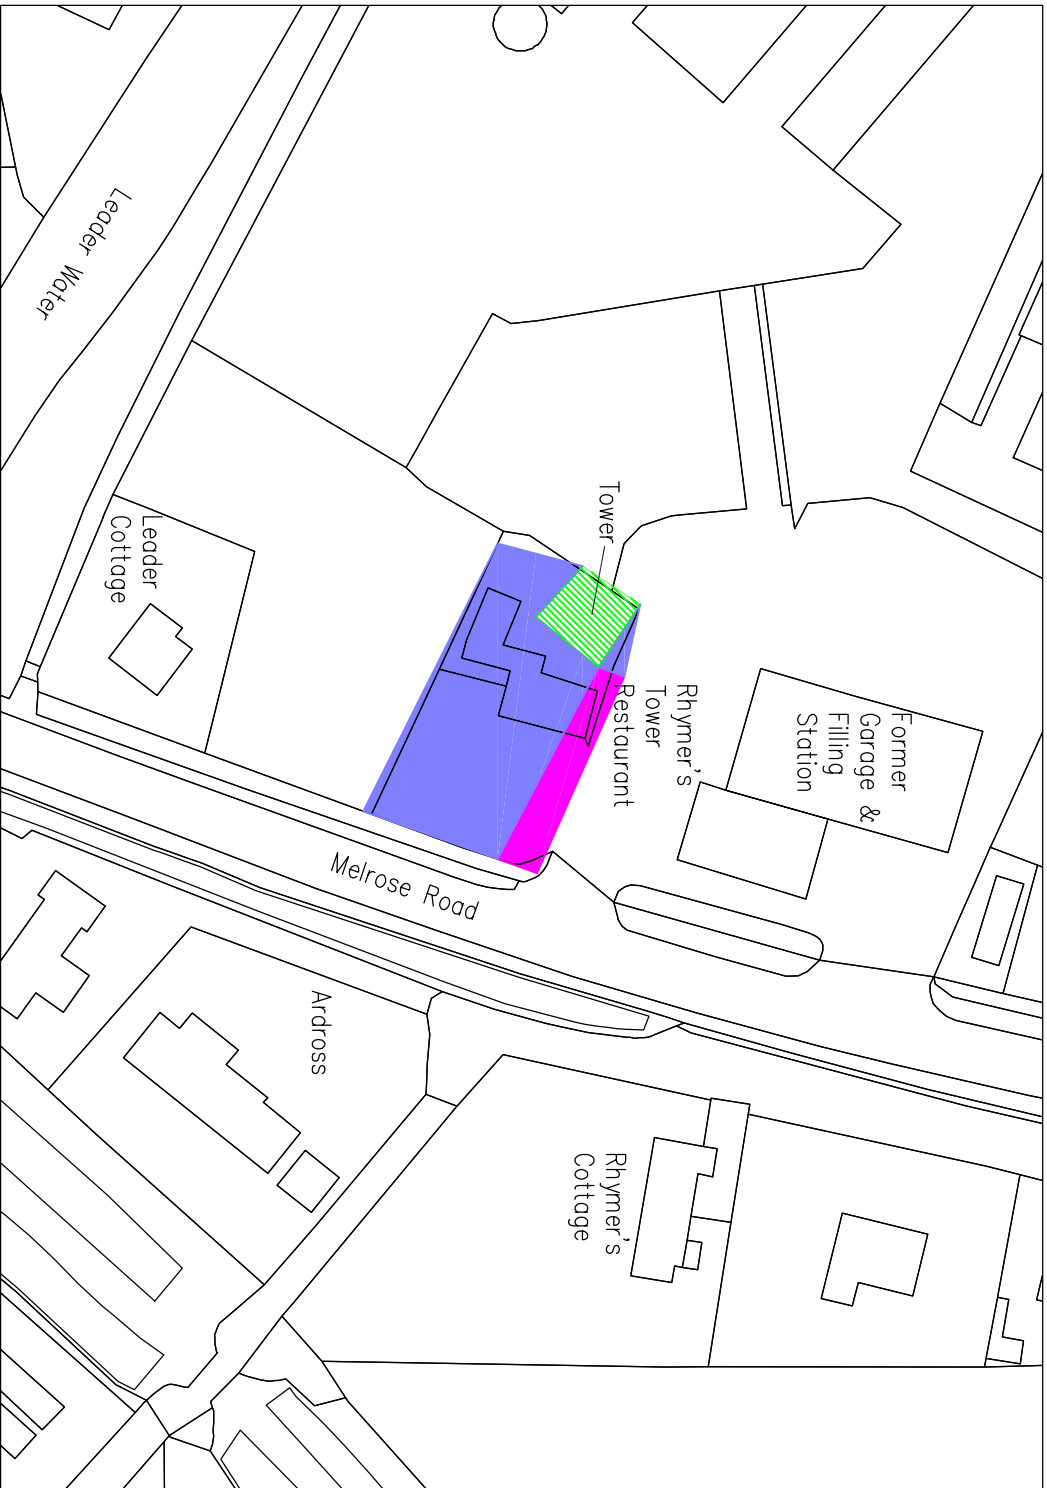 Leader Water
Tower
Leader
Cottage
Rhymer's
Tower
Restaurant
Former
Garage &
Filling
Station
Melrose Road
Ardross
Rhymer's
Cottage